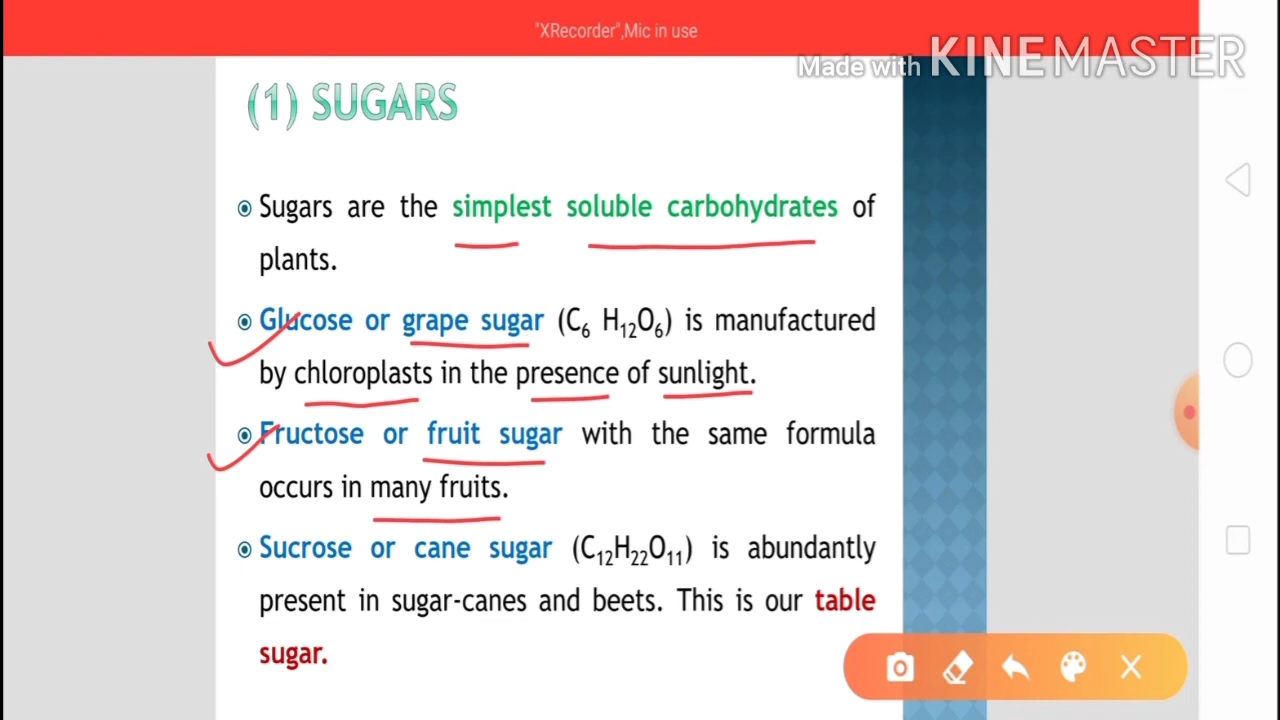 "XRecorder",Mic in use
Made with KINEMASTER
(1) SUGARS
Sugars are the simplest soluble carbohydrates of
plants.
Glucose or grape sugar (C₆ H₁₂O₆) is manufactured
by chloroplasts in the presence of sunlight.
Fructose or fruit sugar with the same formula
occurs in many fruits.
Sucrose or cane sugar (C₁₂H₂₂O₁₁) is abundantly
present in sugar-canes and beets. This is our table
sugar.